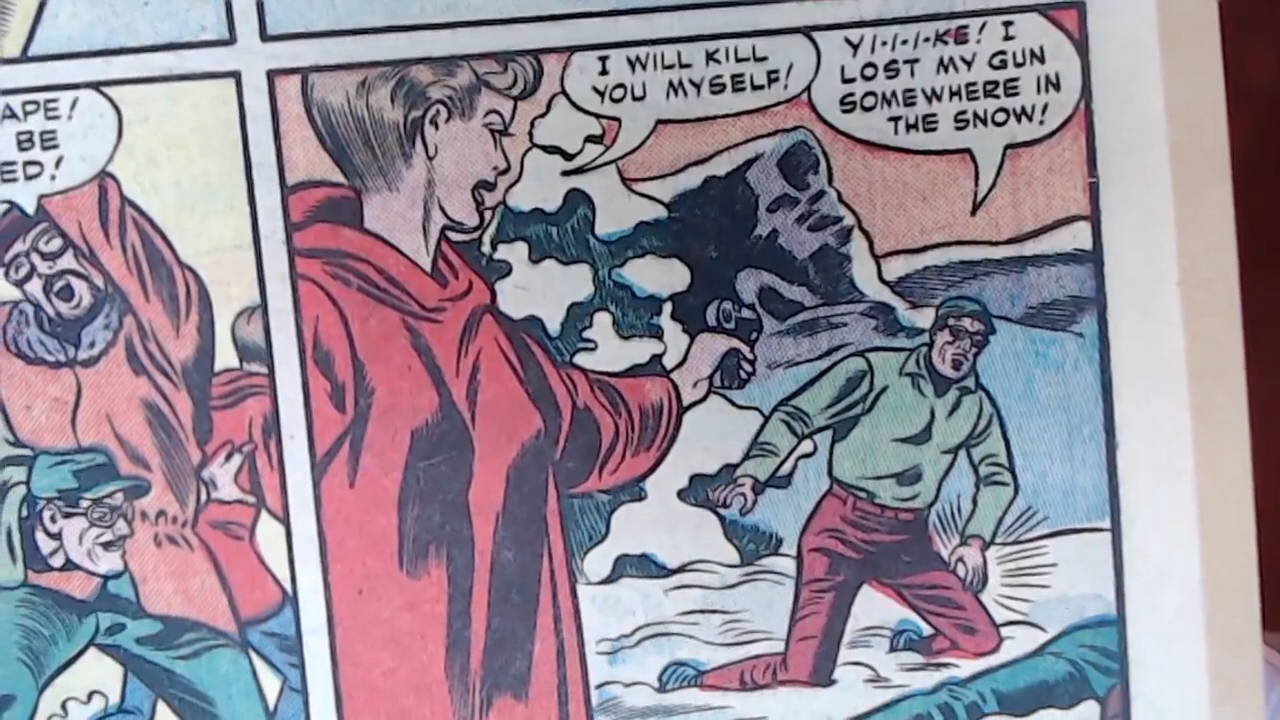 APE!
BE
ED!
I WILL KILL
YOU MYSELF!
YI-I-I-KE! I
LOST MY GUN
SOMEWHERE IN
THE SNOW!